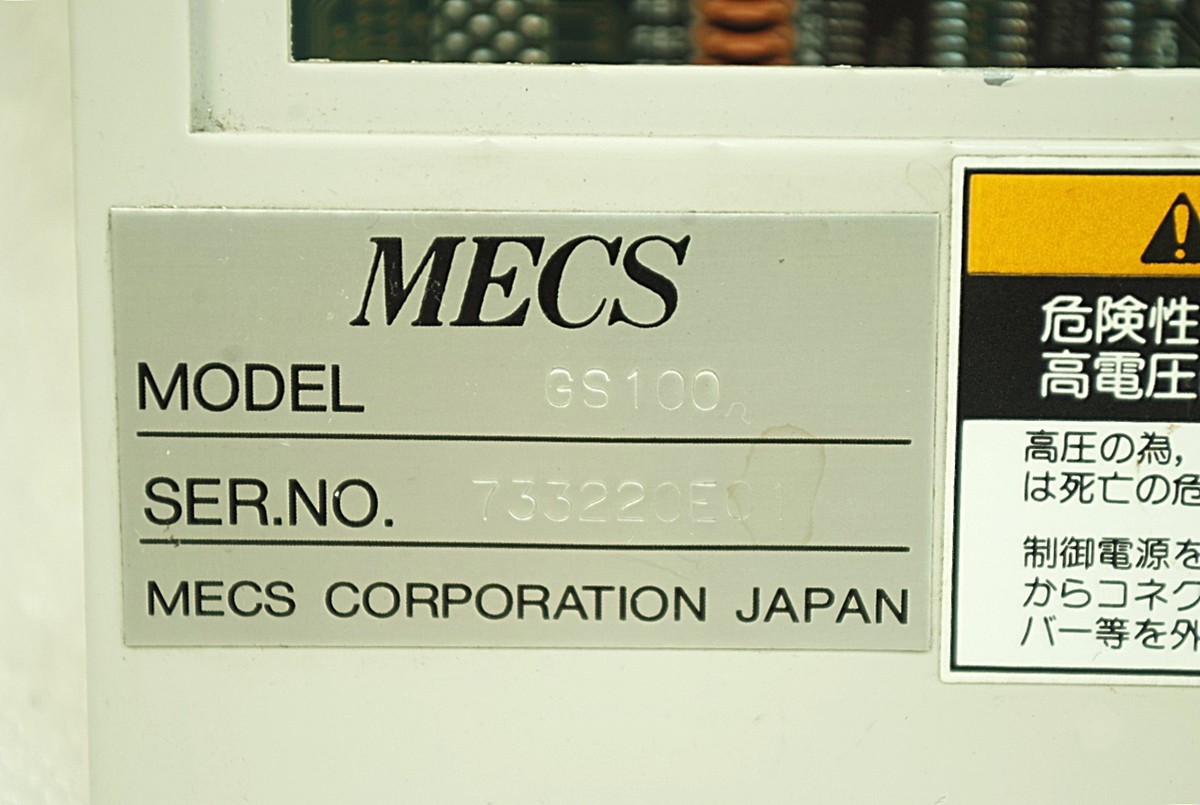 MECS
MODEL GS100
SER.NO. 733220E01
MECS CORPORATION JAPAN
危険性
高電圧
高圧の為,
は死亡の危
制御電源を
からコネク
バー等を外